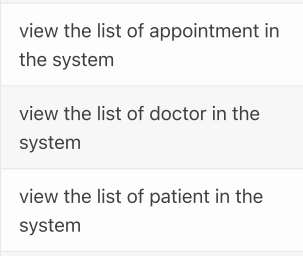 view the list of appointment in
the system
view the list of doctor in the
system
view the list of patient in the
system